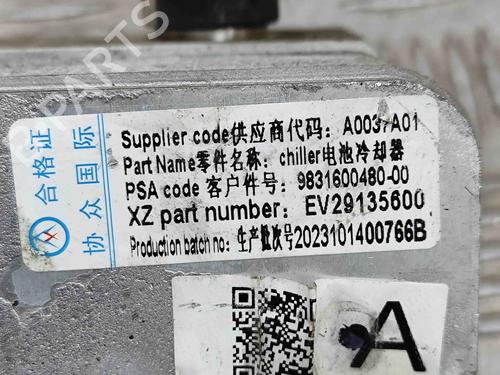 合格证
协众国际
Supplier code供应商代码: A0037A01
Part Name零件名称: chiller电池冷却器
PSA code 客户件号: 9831600480-00
XZ part number: EV29135600
Production batch no: 生产批次号2023101400766B
A